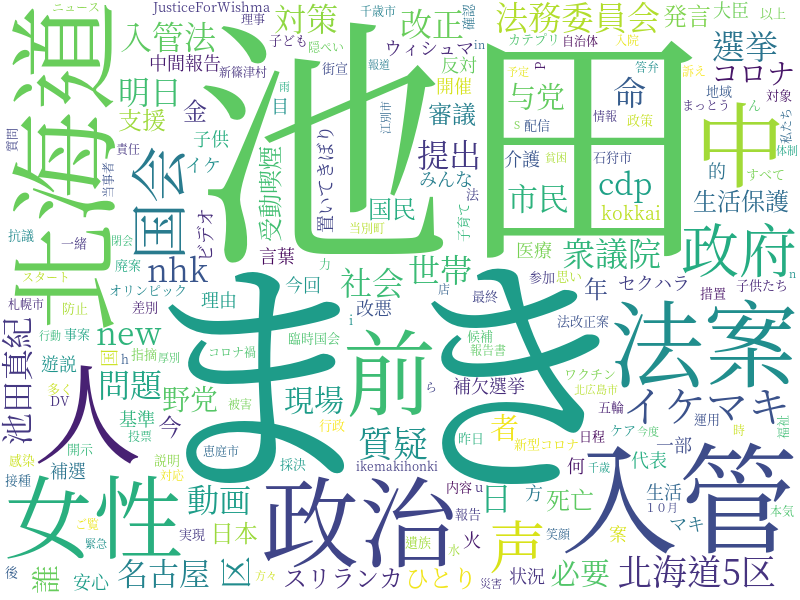 JusticeForWishma
ニュース
理事
子ども
対策
千歳市
隠ぺい
改正
確認
法務委員会
発言
大臣
以上
北海道
入管法
中間報告
新篠津村
街宣
ウィシュマ
in
カテプリ
自治体
入院
選挙
コロナ
池田
まき
明日
支援
金
目
雨
報道
反対
開催
審議
与党
P
予定
答弁
訴え
命
地域
まっとう
対象
ん
私たち
中
質問
責任
当事者
国会
イケ
子供
受動喫煙
置いてきぼり
江別市
提出
みんな
国民
s
配信
情報
政策
介護
貧困
石狩市
市民
cdp
kokkai
的
体制
すべて
生活保護
抗議
一緒
閉会
廃案
スタート
オリンピック
ビデオ
nhk
言葉
当別町
力
社会
世帯
法
子育て
医療
衆議院
政府
札幌市
防止
差別
理由
今回
改悪
店
最終
参加
思い
年
セクハラ
措置
子供たち
n
池田真紀
行動
事案
new
指摘
厚別
コロナ禍
臨時国会
i
前
候補
報告書
法改正案
法案
人
国
h
遊説
多く
DV
問題
野党
現場
ら
補欠選挙
ワクチン
北広島市
五輪
イケマキ
運用
基準
投票
今
被害
行政
質疑
者
昨日
新型コロナ
日程
ケア
今度
時
福祉
一部
感染
開示
補選
説明
対応
採決
恵庭市
ikemakihonki
何
千歳
代表
接種
女性
動画
政治
声
日
内容
u
方
死亡
生活
10月
入管
ご覧
緊急
実現
日本
報告
笑顔
案
マキ
本気
後
誰
安心
名古屋
区
方々
スリランカ
遺族
水
火
ひとり
災害
状況
必要
北海道5区